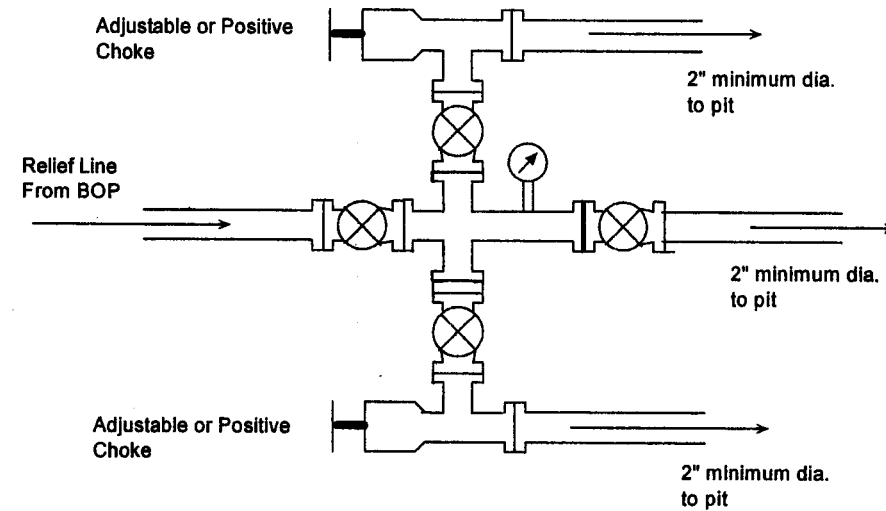 Adjustable or Positive
Choke
2" minimum dia.
to pit
Relief Line
From BOP
2" minimum dia.
to pit
Adjustable or Positive
Choke
2" minimum dia.
to pit